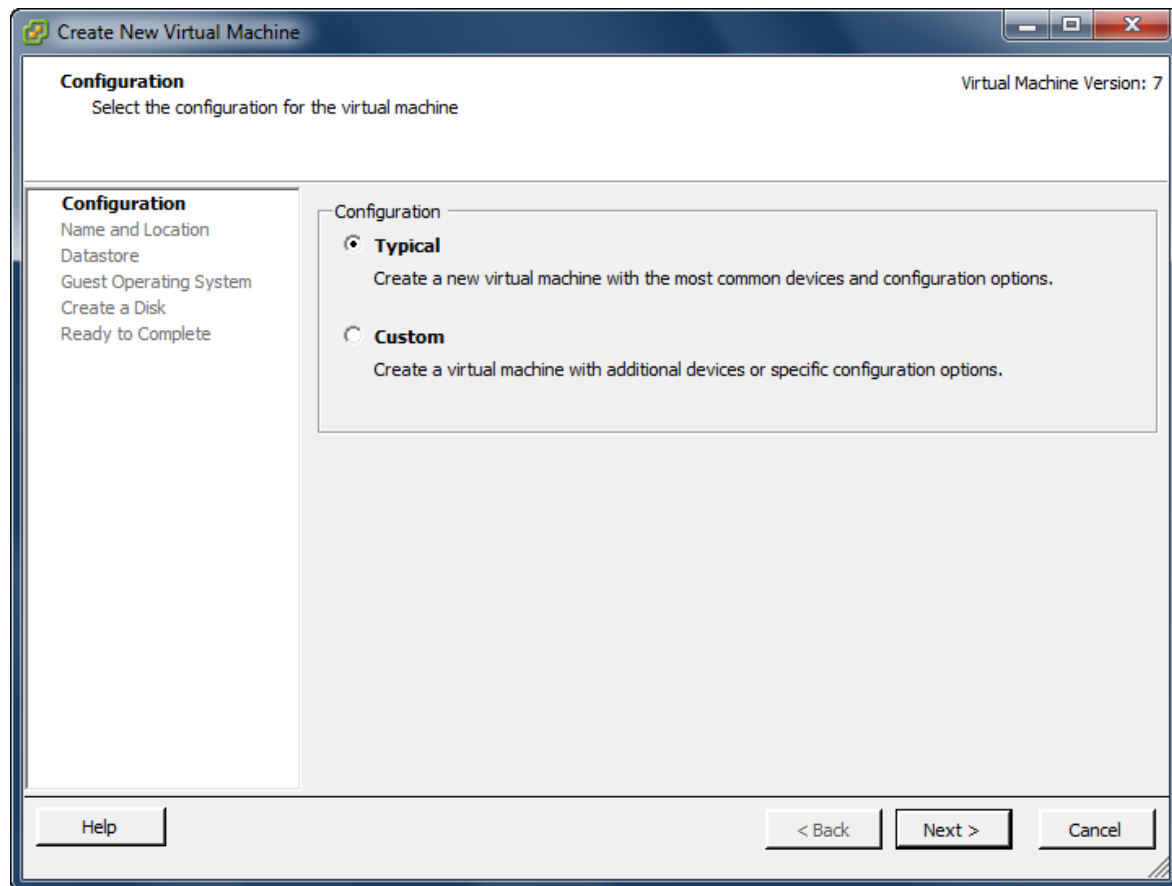 Create New Virtual Machine
Configuration
Virtual Machine Version: 7
Select the configuration for the virtual machine
Configuration
Name and Location
Datastore
Guest Operating System
Create a Disk
Ready to Complete
Configuration
Typical
Create a new virtual machine with the most common devices and configuration options.
Custom
Create a virtual machine with additional devices or specific configuration options.
Help
< Back
Next >
Cancel